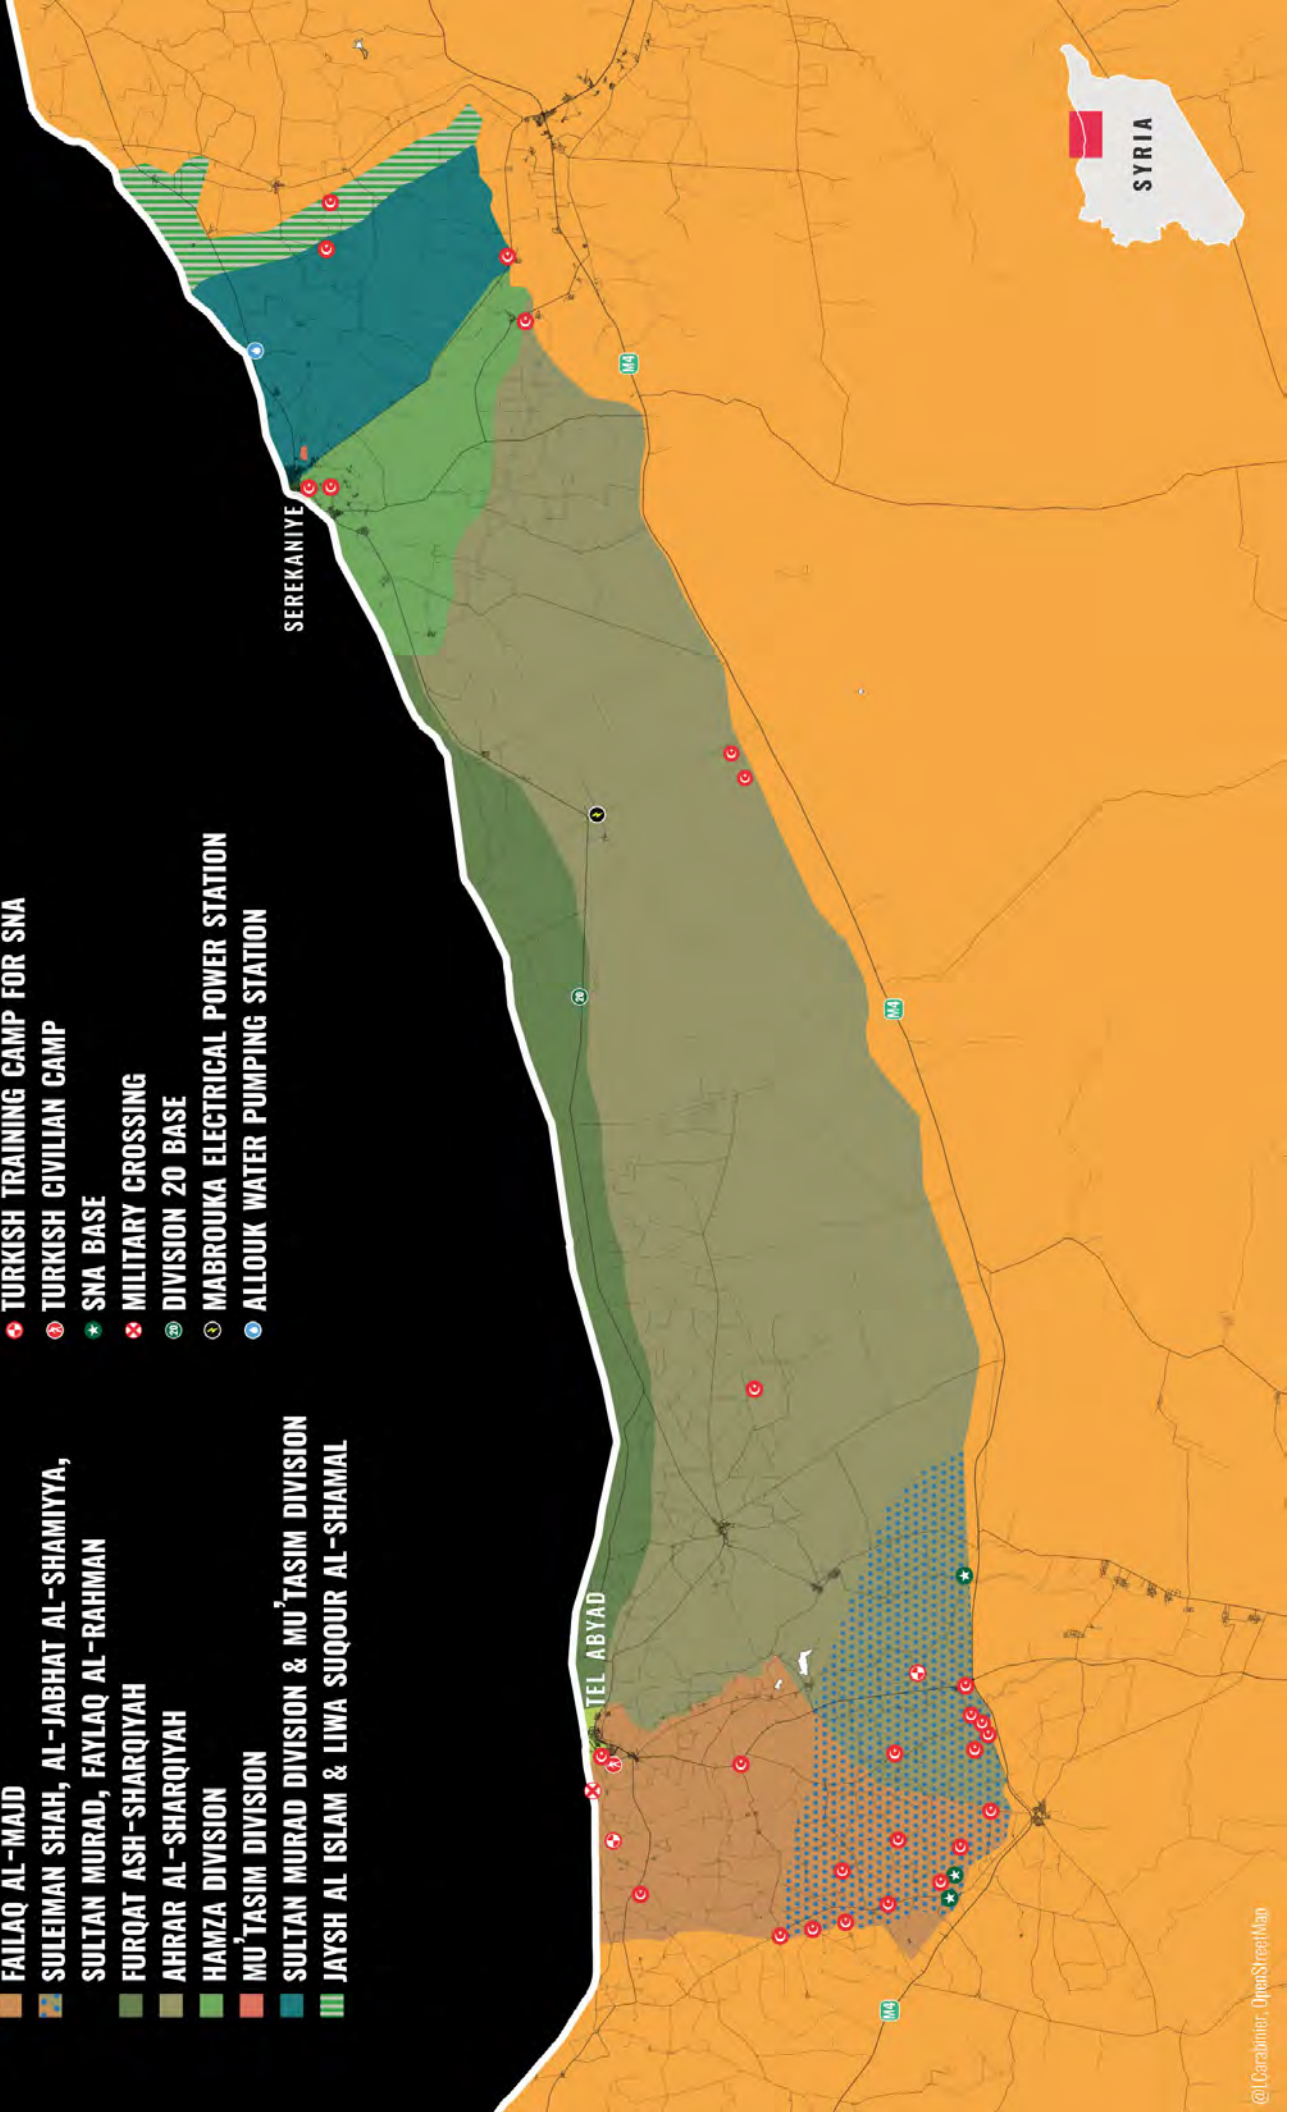 FAILAQ AL-MAJD
SULEMAN SHAH, AL-JABHAT AL-SHAMIYYA,
SULTAN MURAD, FAYLAQ AL-RAHMAN
FURQAT ASH-SHARQIYAH
AHRAR AL-SHARQIYAH
HAMZA DIVISION
MU'TASIM DIVISION
SULTAN MURAD DIVISION & MU'TASIM DIVISION
JAYSH AL ISLAM & LIWA SUQOUR AL-SHAMAL
TURKISH TRAINING CAMP FOR SNA
TURKISH CIVILIAN CAMP
SNA BASE
MILITARY CROSSING
20 DIVISION 20 BASE
MABROUKA ELECTRICAL POWER STATION
ALLOUK WATER PUMPING STATION
SEREKANIYE
TEL ABYAD
20
M4
M4
M4
SYRIA
@LCarabinier, OpenStreetMap